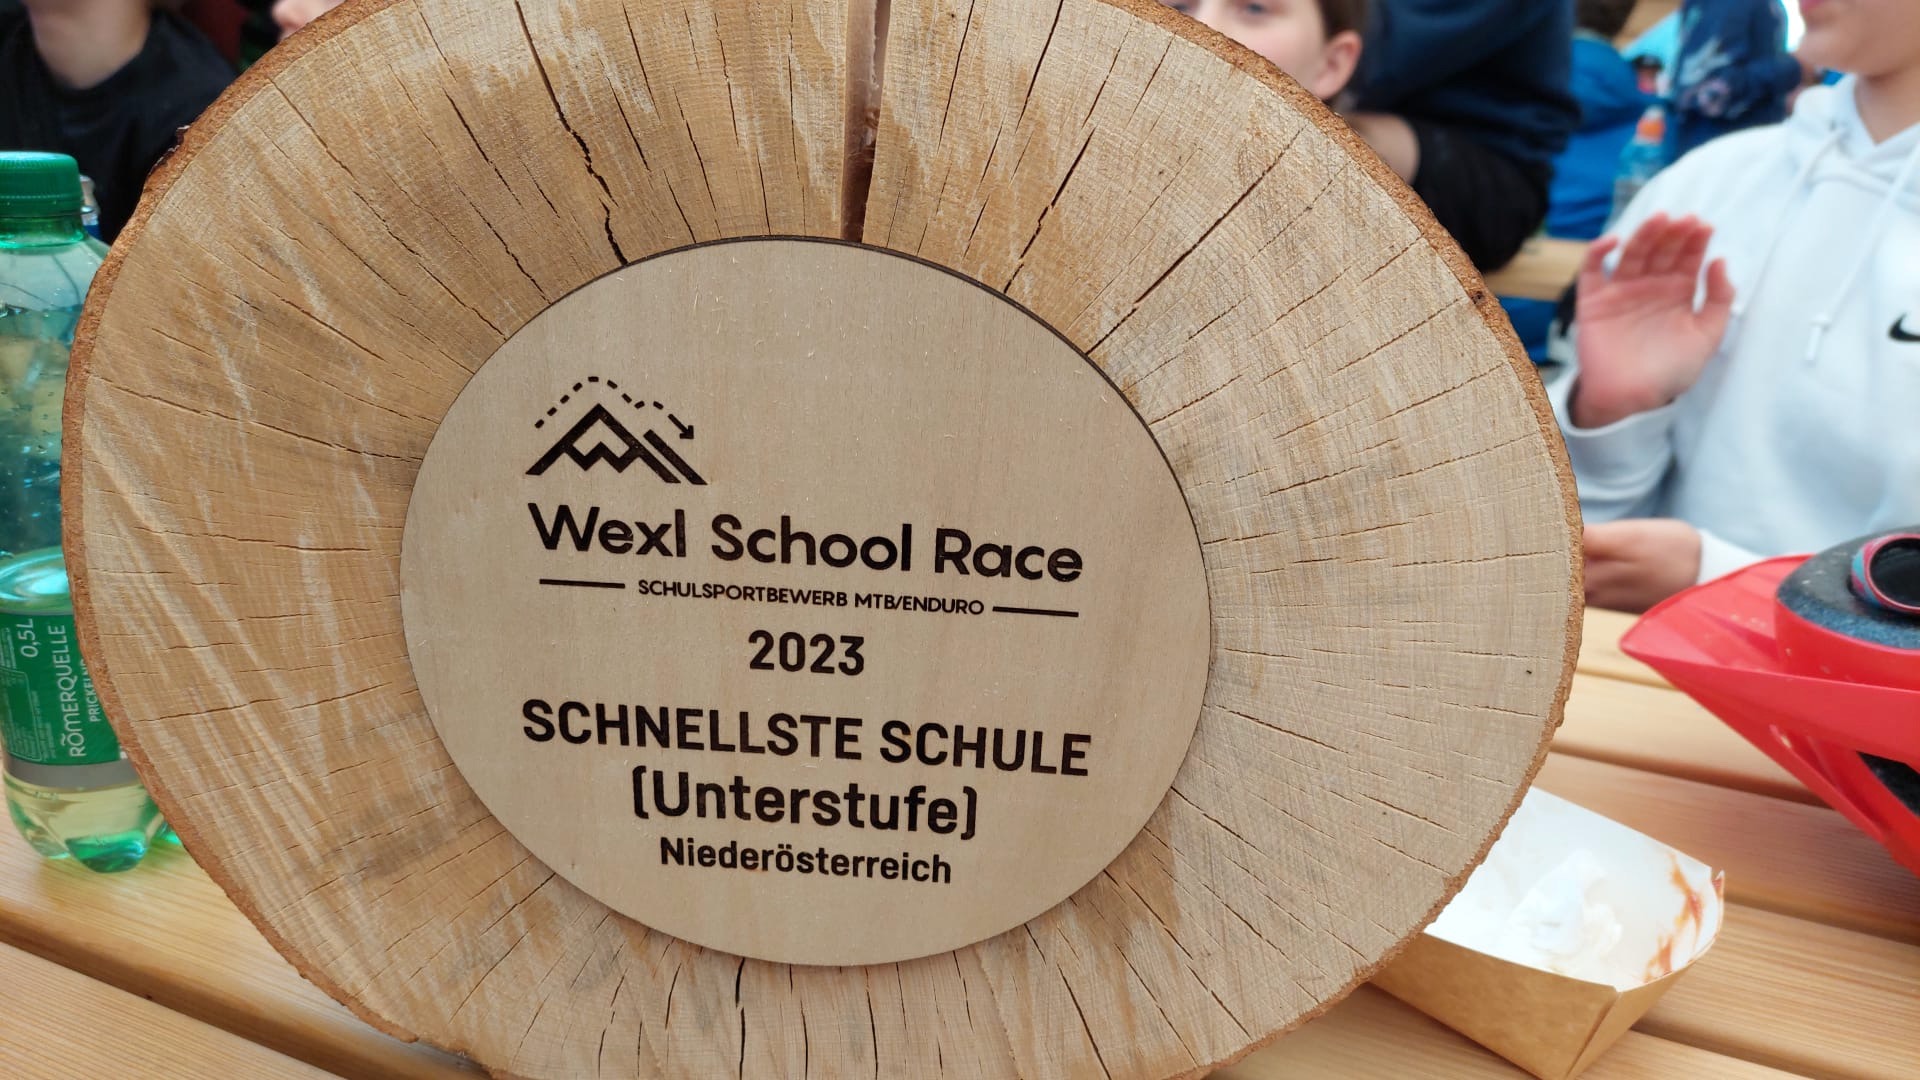 Wexl School Race
SCHULSPORTBEWERB MTB/ENDURO
2023
SCHNELLSTE SCHULE
(Unterstufe)
Niederösterreich
0,5L
RÖMERQUELLE